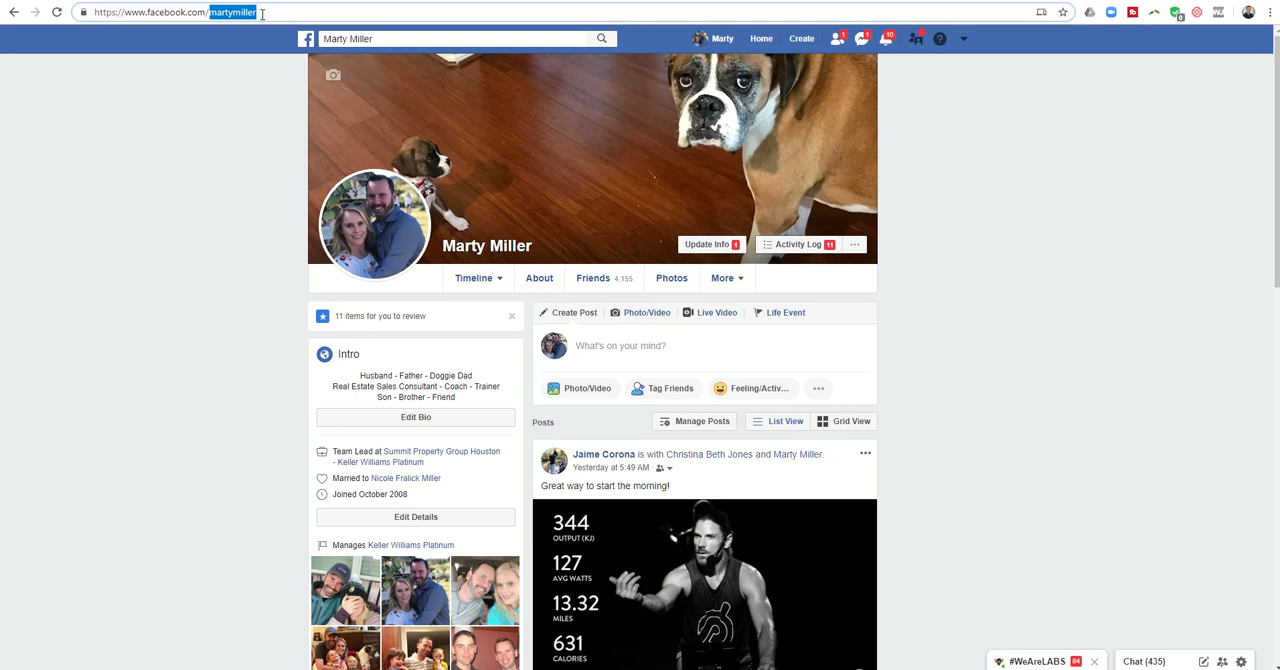 https://www.facebook.com/martymiller
0
Marty Miller
Marty
Home
Create
1
1
10
Marty Miller
Update Info 1
Activity Log 11
Timeline
About
Friends 4,155
Photos
More
11 items for you to review
Intro
Husband - Father - Doggie Dad
Real Estate Sales Consultant - Coach - Trainer
Son - Brother - Friend
Edit Bio
Team Lead at Summit Property Group Houston
- Keller Williams Platinum
Married to Nicole Fralick Miller
Joined October 2008
Edit Details
Manages Keller Williams Platinum
Create Post
Photo/Video
Live Video
Life Event
What's on your mind?
Photo/Video
Tag Friends
Feeling/Activ...
Posts
Manage Posts
List View
Grid View
Jaime Corona is with Christina Beth Jones and Marty Miller.
Yesterday at 5:49 AM
Great way to start the morning!
344
OUTPUT (KJ)
127
AVG WATTS
13.32
MILES
631
CALORIES
#WeAreLABS 84
Chat (435)